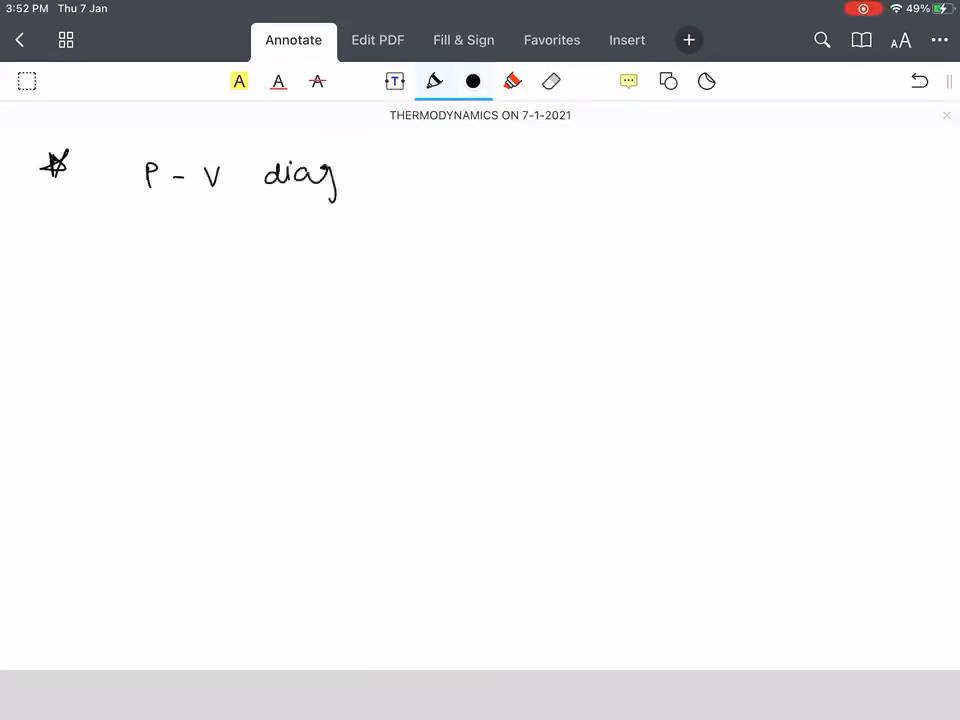 3:52 PM Thu 7 Jan 49%
Annotate Edit PDF Fill & Sign Favorites Insert
AA
A A A T
THERMODYNAMICS ON 7-1-2021
P - V diag